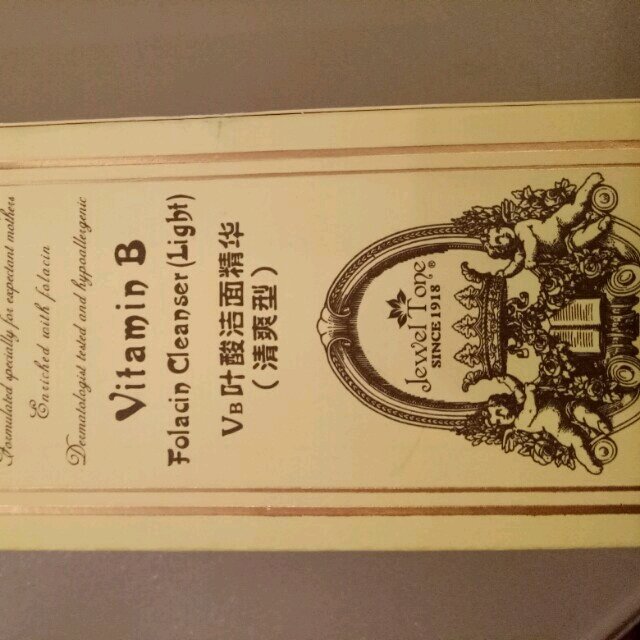 Formulated specially for expectant mothers
Enriched with folacin
Dermatologist tested and hypoallergenic
Vitamin B
Folacin Cleanser (Light)
VB叶酸洁面精华
（清爽型）
Jewel Tone
SINCE 1918 ®